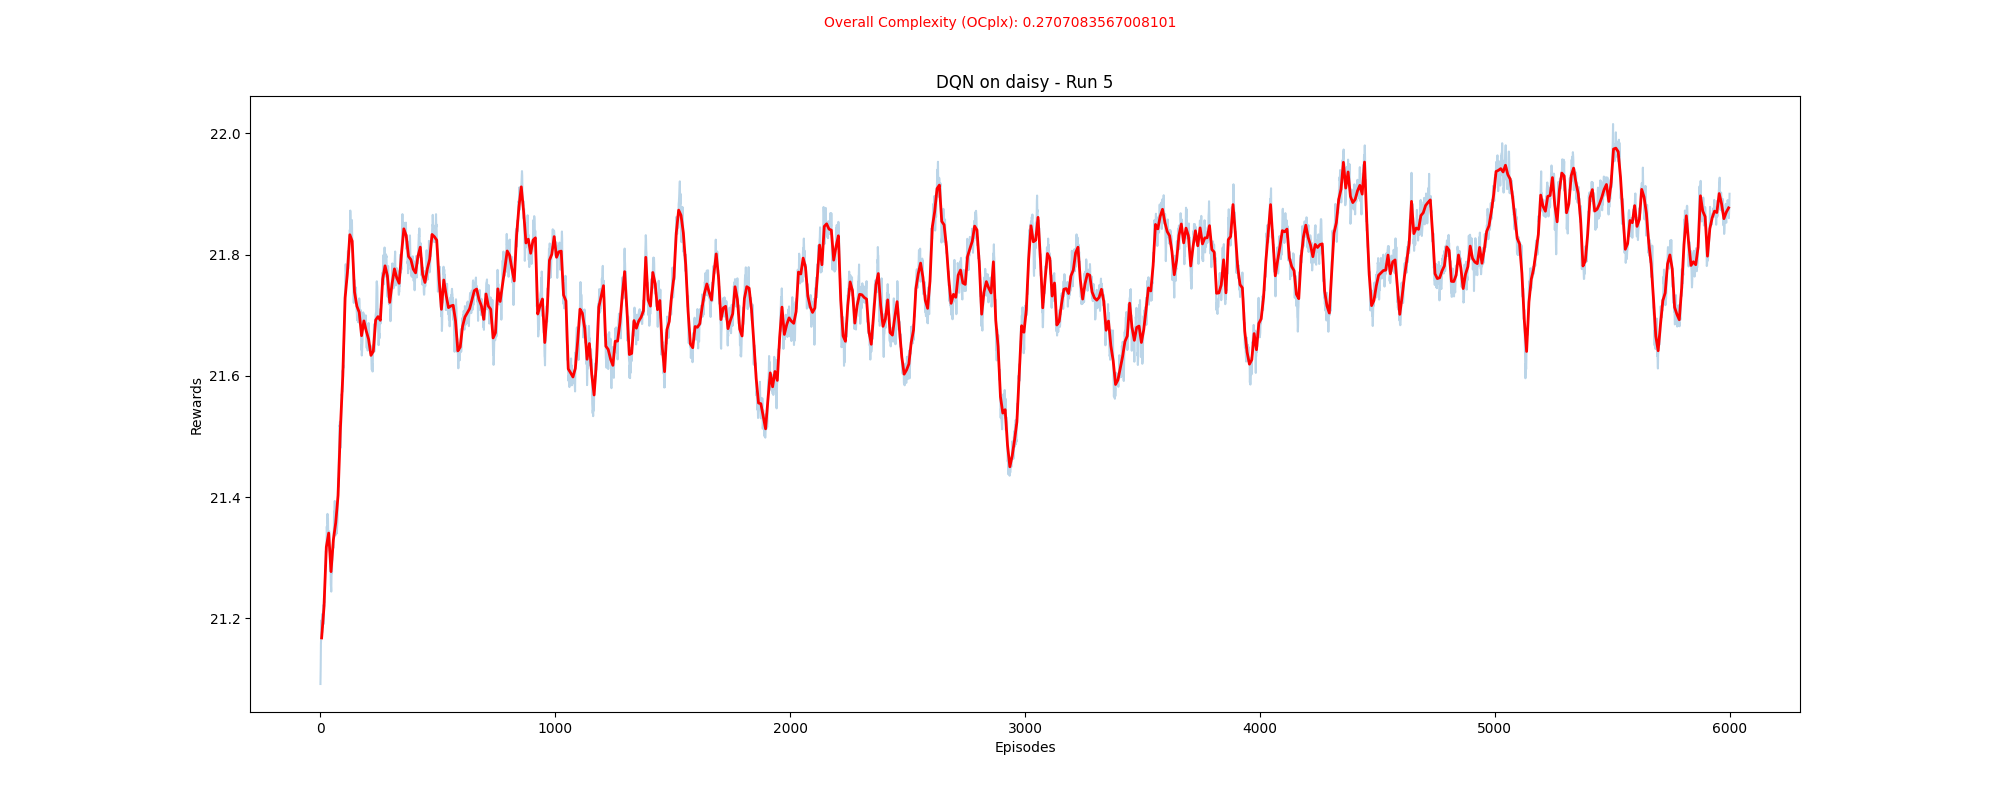 Overall Complexity (OCplx): 0.2707083567008101
DQN on daisy - Run 5
22.0
21.8
21.6
21.4
21.2
Rewards
0 1000 2000 3000 4000 5000 6000
Episodes